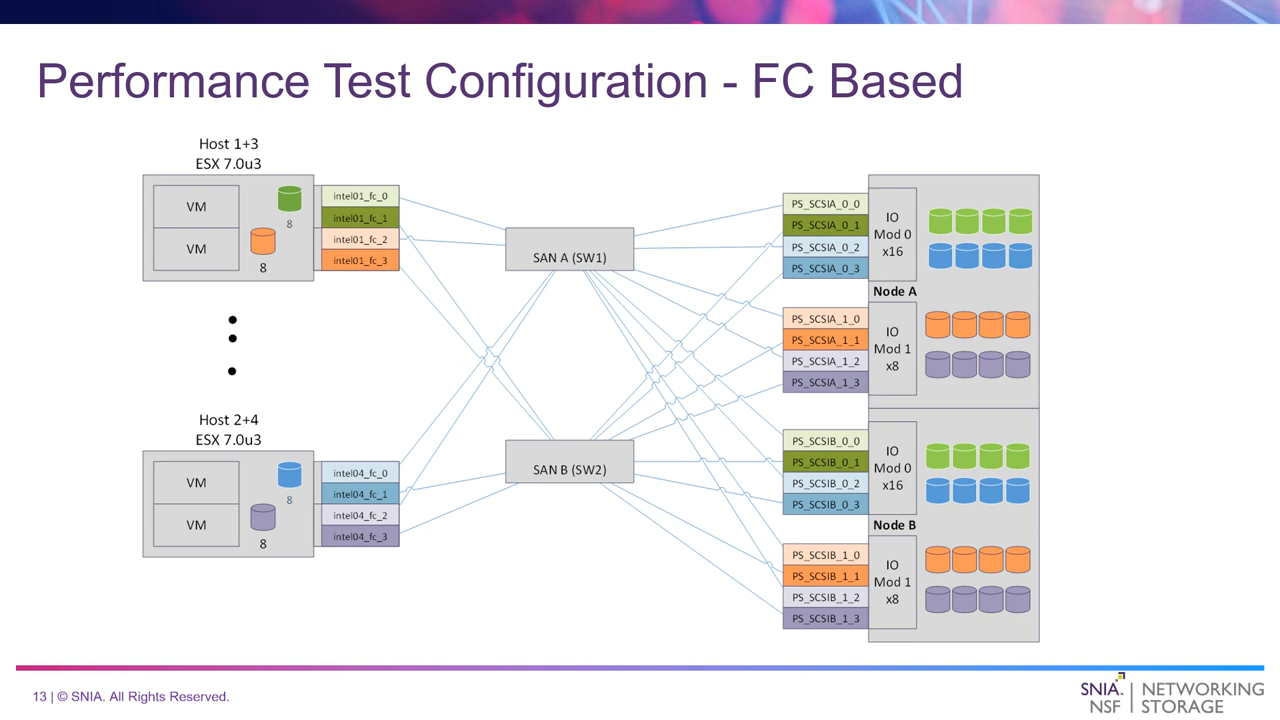 Performance Test Configuration - FC Based
Host 1+3
ESX 7.0u3
VM
VM
8
8
intel01_fc_0
intel01_fc_1
intel01_fc_2
intel01_fc_3
Host 2+4
ESX 7.0u3
VM
VM
8
8
intel04_fc_0
intel04_fc_1
intel04_fc_2
intel04_fc_3
SAN A (SW1)
SAN B (SW2)
PS_SCSIA_0_0
PS_SCSIA_0_1
PS_SCSIA_0_2
PS_SCSIA_0_3
IO
Mod 0
x16
Node A
PS_SCSIA_1_0
PS_SCSIA_1_1
PS_SCSIA_1_2
PS_SCSIA_1_3
IO
Mod 1
x8
PS_SCSIB_0_0
PS_SCSIB_0_1
PS_SCSIB_0_2
PS_SCSIB_0_3
IO
Mod 0
x16
Node B
PS_SCSIB_1_0
PS_SCSIB_1_1
PS_SCSIB_1_2
PS_SCSIB_1_3
IO
Mod 1
x8
13 | © SNIA. All Rights Reserved.
SNIA. | NETWORKING
NSF | STORAGE